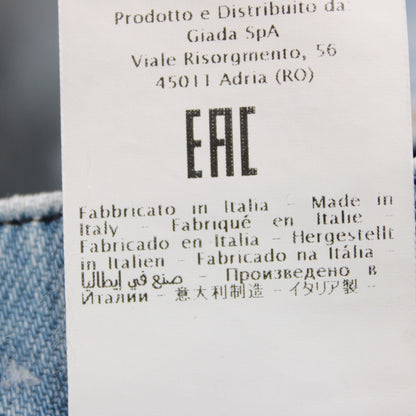 Prodotto e Distribuito da:
Giada SpA
Viale Risorgmento, 56
45011 Adria (RO)
EAC
Fabbricato in Italia - Made in
Italy - Fabriqué en Italie -
Fabricado en Italia - Hergestellt
in Italien - Fabricado na Itália
صنع في إيطاليا - Произведено в
Италии - 意大利制造 - イタリア製 -